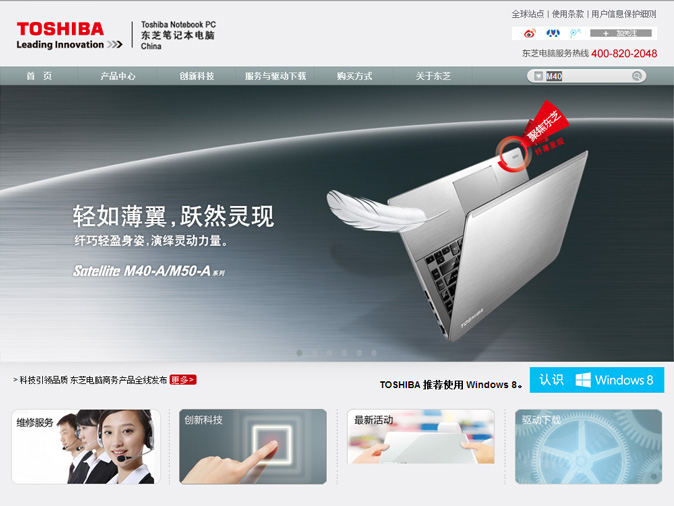 全球站点 | 使用条款 | 用户信息保护细则
TOSHIBA
Leading Innovation >>>
Toshiba Notebook PC
东芝笔记本电脑
China
+ 加关注
东芝电脑服务热线 400-820-2048
首 页 产品中心 创新科技 服务与驱动下载 购买方式 关于东芝 M40
聚焦东芝
轻如薄翼,跃然灵现
纤巧轻盈身姿,演绎灵动力量。
Satellite M40-A/M50-A 系列
TOSHIBA
> 科技引领品质 东芝电脑商务产品全线发布 更多>
TOSHIBA 推荐使用 Windows 8。
认识 Windows 8
维修服务
创新科技
最新活动
驱动下载